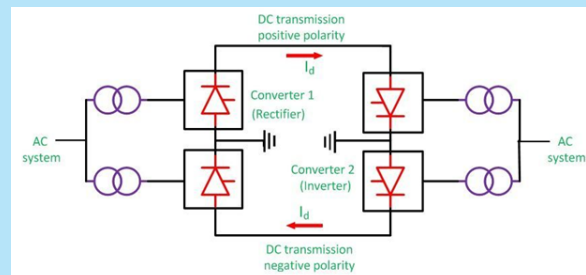 DC transmission
positive polarity
Id
Converter 1
(Rectifier)
AC
system
AC
system
Converter 2
(Inverter)
Id
DC transmission
negative polarity